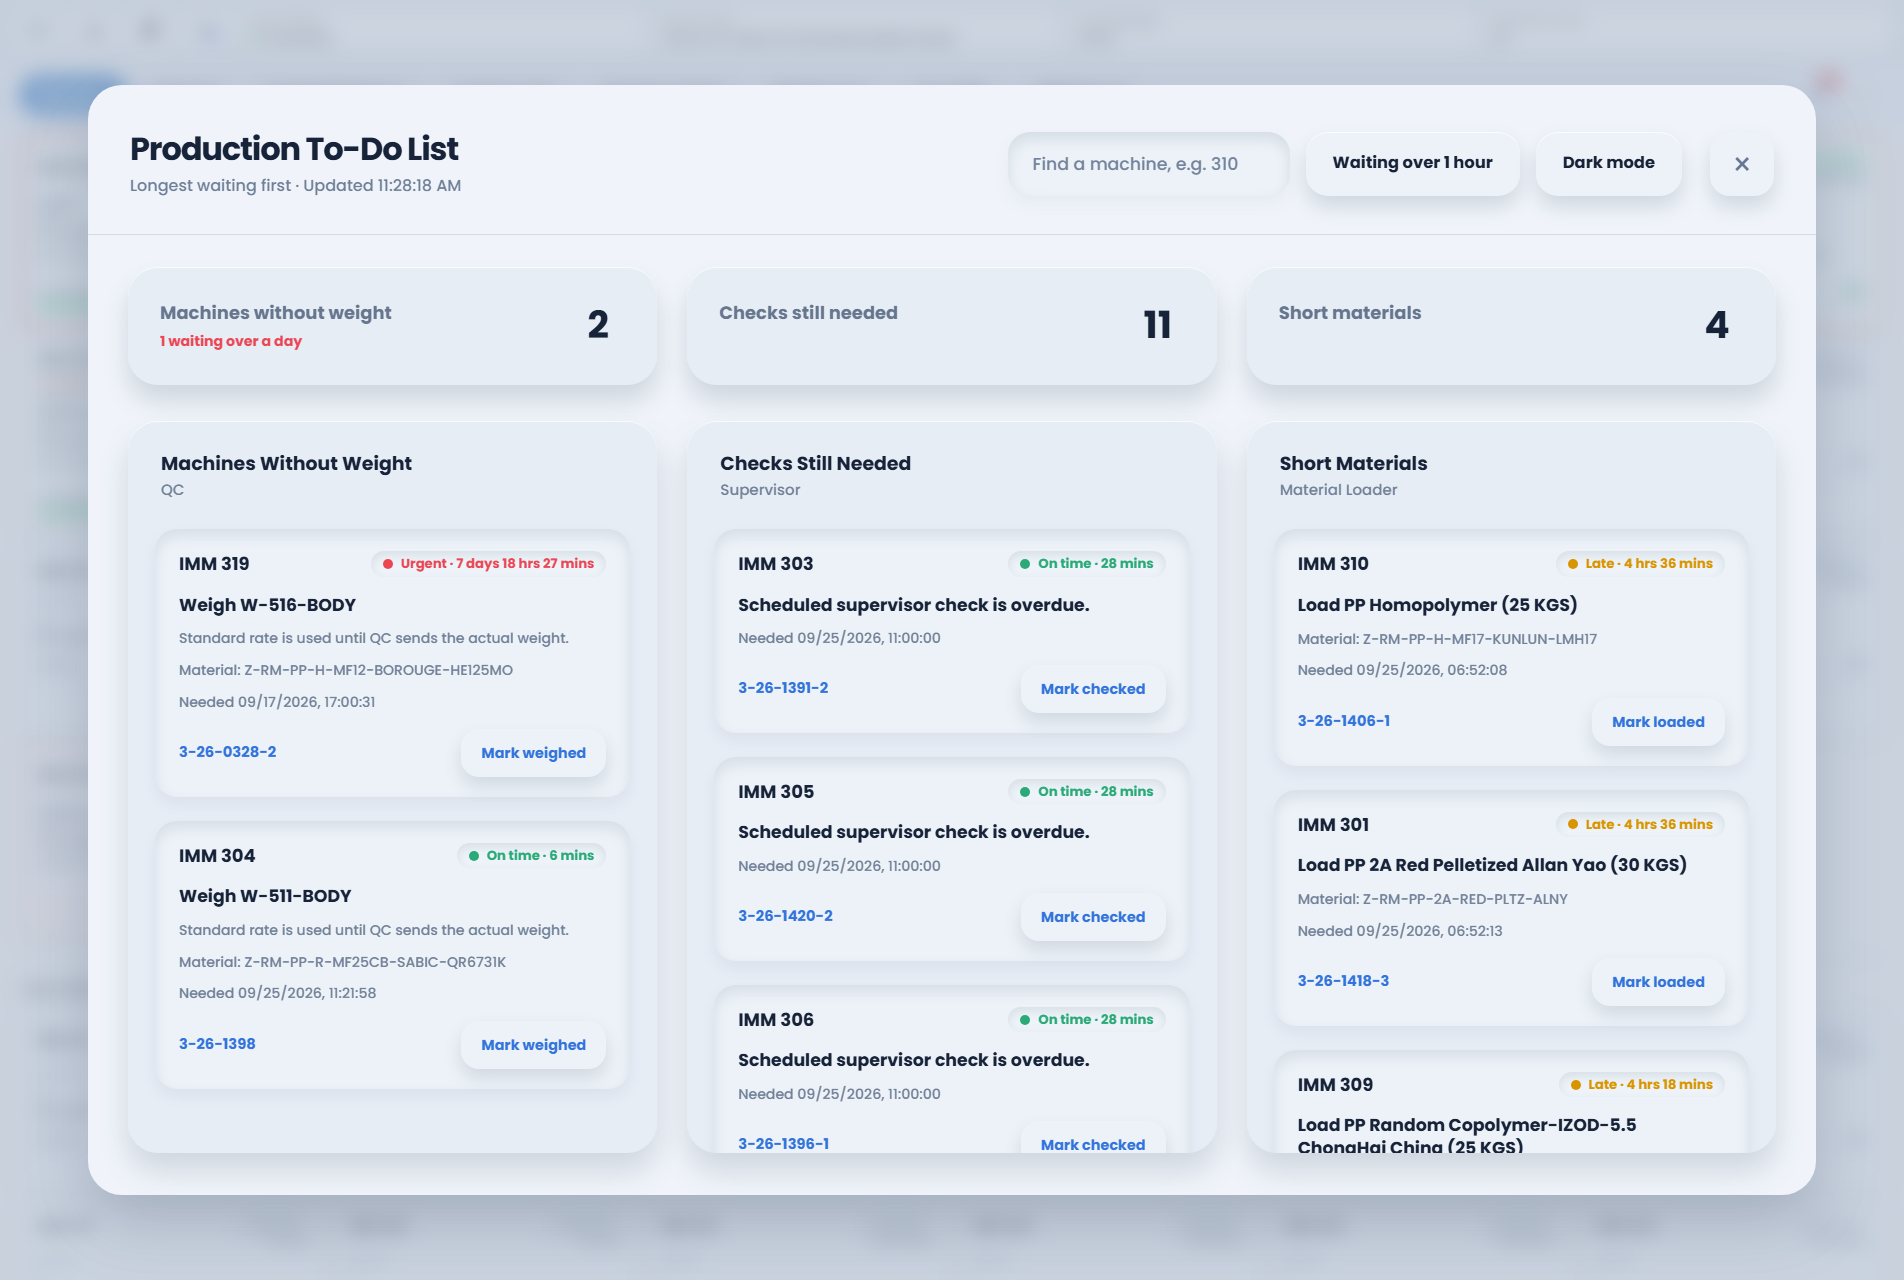 Production To-Do List
Longest waiting first · Updated 11:28:18 AM
Find a machine, e.g. 310
Waiting over 1 hour
Dark mode
×
Machines without weight
1 waiting over a day
2
Checks still needed
11
Short materials
4
Machines Without Weight
QC
IMM 319
Urgent · 7 days 18 hrs 27 mins
Weigh W-516-BODY
Standard rate is used until QC sends the actual weight.
Material: Z-RM-PP-H-MF12-BOROUGE-HE125MO
Needed 09/17/2026, 17:00:31
3-26-0328-2
Mark weighed
IMM 304
On time · 6 mins
Weigh W-511-BODY
Standard rate is used until QC sends the actual weight.
Material: Z-RM-PP-R-MF25CB-SABIC-QR6731K
Needed 09/25/2026, 11:21:58
3-26-1398
Mark weighed
Checks Still Needed
Supervisor
IMM 303
On time · 28 mins
Scheduled supervisor check is overdue.
Needed 09/25/2026, 11:00:00
3-26-1391-2
Mark checked
IMM 305
On time · 28 mins
Scheduled supervisor check is overdue.
Needed 09/25/2026, 11:00:00
3-26-1420-2
Mark checked
IMM 306
On time · 28 mins
Scheduled supervisor check is overdue.
Needed 09/25/2026, 11:00:00
3-26-1396-1
Mark checked
Short Materials
Material Loader
IMM 310
Late · 4 hrs 36 mins
Load PP Homopolymer (25 KGS)
Material: Z-RM-PP-H-MF17-KUNLUN-LMH17
Needed 09/25/2026, 06:52:08
3-26-1406-1
Mark loaded
IMM 301
Late · 4 hrs 36 mins
Load PP 2A Red Pelletized Allan Yao (30 KGS)
Material: Z-RM-PP-2A-RED-PLTZ-ALNY
Needed 09/25/2026, 06:52:13
3-26-1418-3
Mark loaded
IMM 309
Late · 4 hrs 18 mins
Load PP Random Copolymer-IZOD-5.5
ChongHai China (25 KGS)